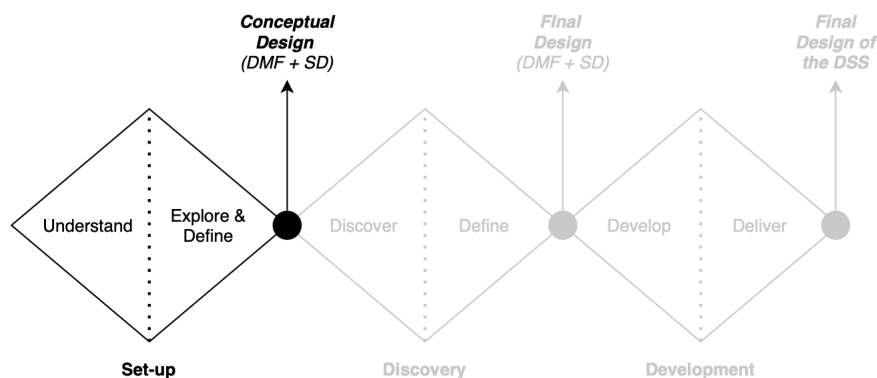 Conceptual
Design
(DMF + SD)
FInal
Design
(DMF + SD)
Final
Design of
the DSS
Understand
Explore &
Define
Discover
Define
Develop
Deliver
Set-up
Discovery
Development